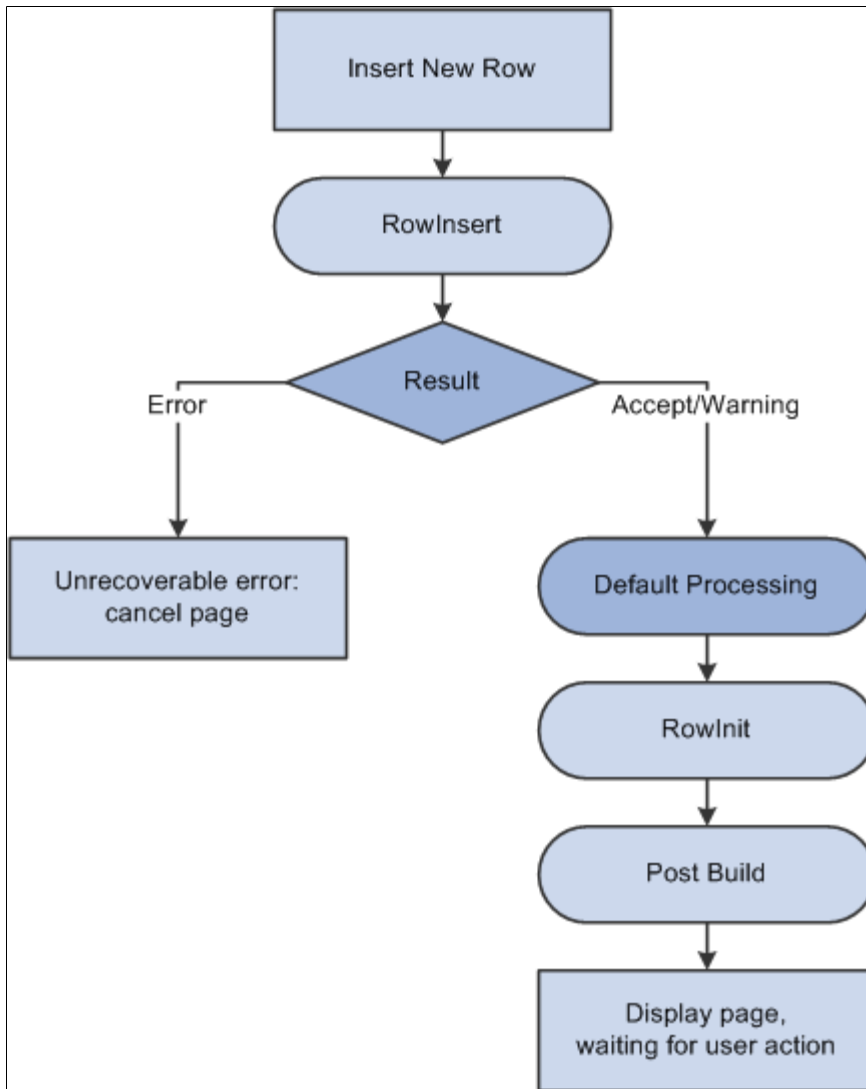 Insert New Row
RowInsert
Result
Error
Accept/Warning
Unrecoverable error:
cancel page
Default Processing
RowInit
Post Build
Display page,
waiting for user action